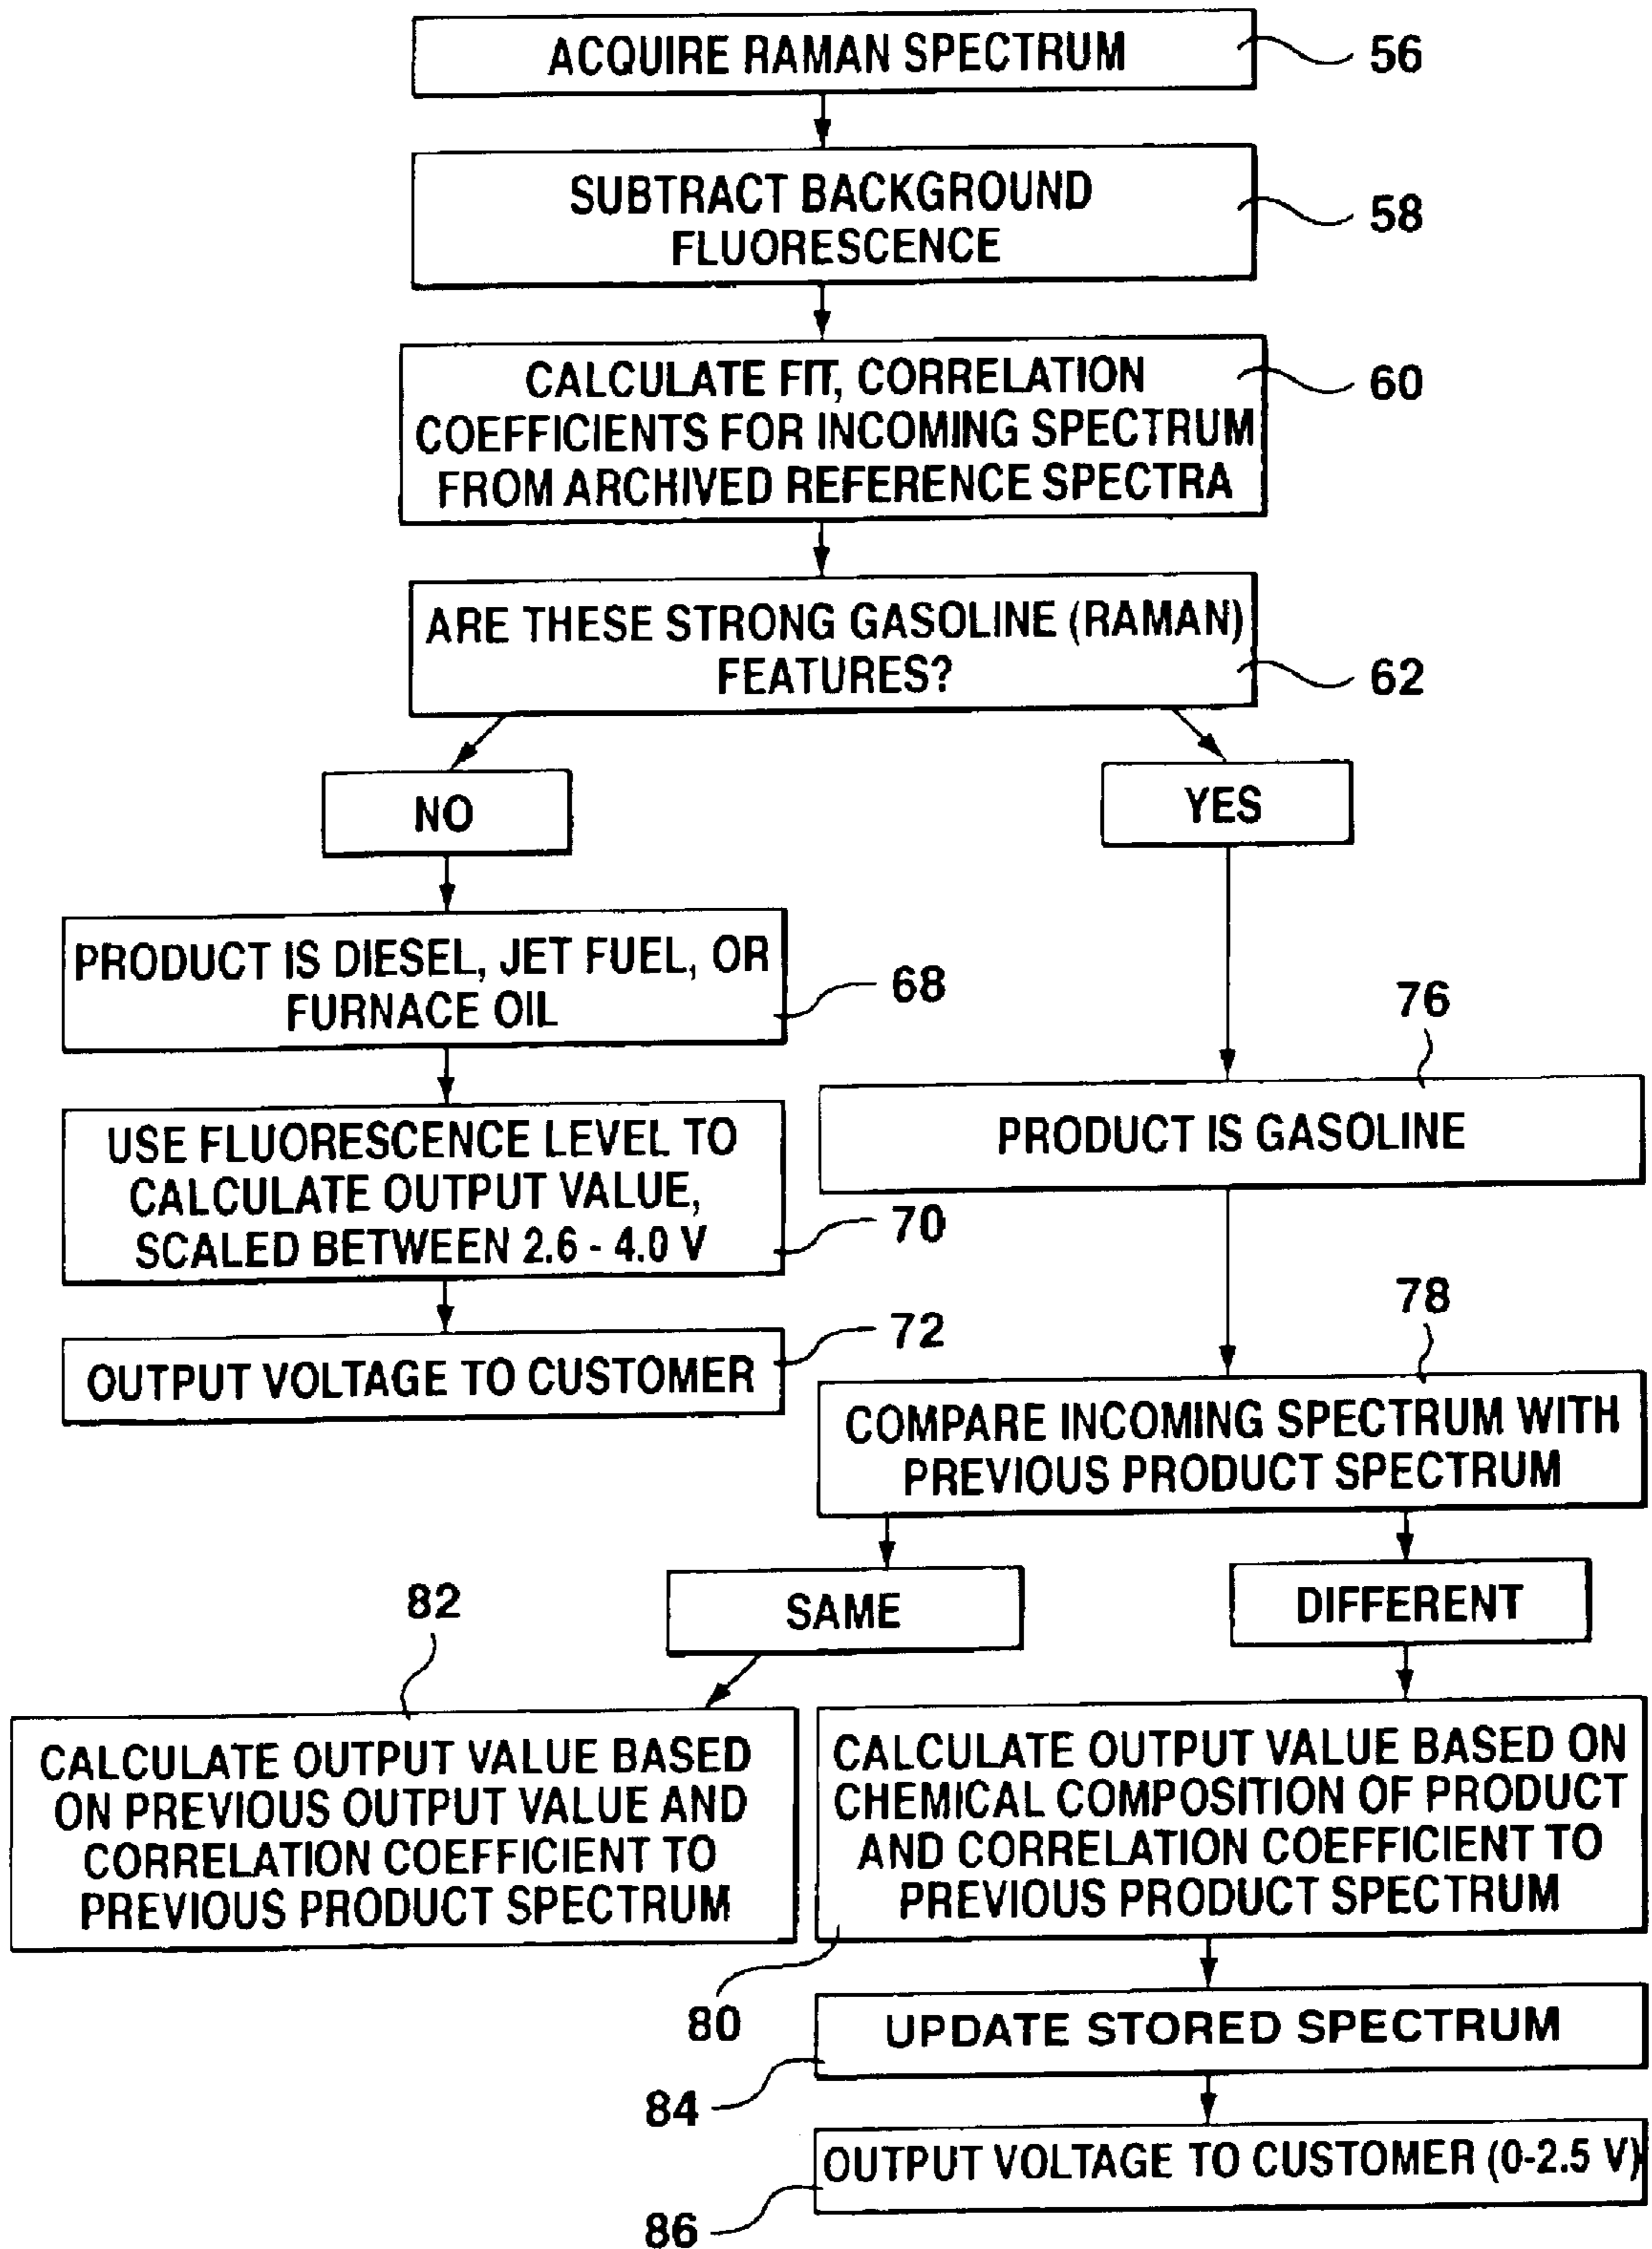 ACQUIRE RAMAN SPECTRUM
56
SUBTRACT BACKGROUND
FLUORESCENCE
58
CALCULATE FIT, CORRELATION
COEFFICIENTS FOR INCOMING SPECTRUM
FROM ARCHIVED REFERENCE SPECTRA
60
ARE THESE STRONG GASOLINE (RAMAN)
FEATURES?
62
NO
YES
PRODUCT IS DIESEL, JET FUEL, OR
FURNACE OIL
68
76
PRODUCT IS GASOLINE
USE FLUORESCENCE LEVEL TO
CALCULATE OUTPUT VALUE,
SCALED BETWEEN 2.6 - 4.0 V
70
OUTPUT VOLTAGE TO CUSTOMER
72
78
COMPARE INCOMING SPECTRUM WITH
PREVIOUS PRODUCT SPECTRUM
SAME
DIFFERENT
82
CALCULATE OUTPUT VALUE BASED
ON PREVIOUS OUTPUT VALUE AND
CORRELATION COEFFICIENT TO
PREVIOUS PRODUCT SPECTRUM
CALCULATE OUTPUT VALUE BASED ON
CHEMICAL COMPOSITION OF PRODUCT
AND CORRELATION COEFFICIENT TO
PREVIOUS PRODUCT SPECTRUM
80
UPDATE STORED SPECTRUM
84
OUTPUT VOLTAGE TO CUSTOMER (0-2.5 V)
86